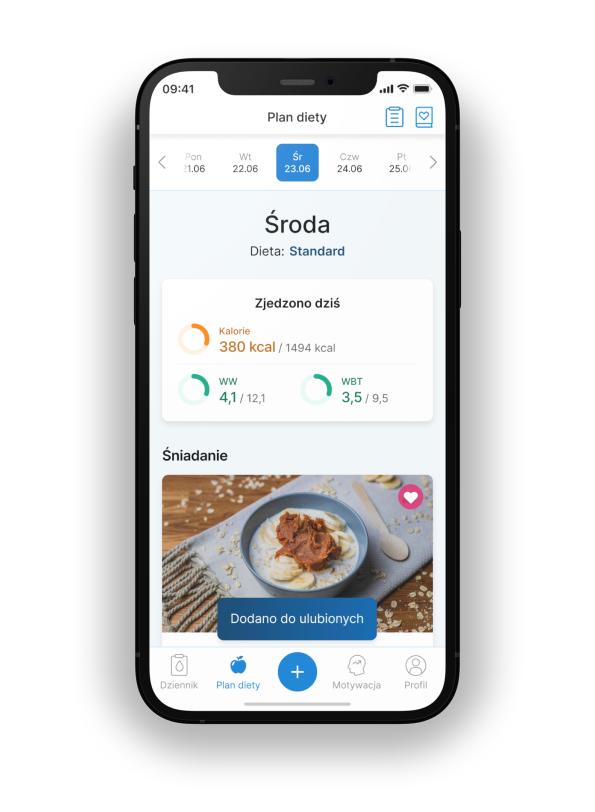 09:41
Plan diety
Pon Wt Śr Czw Pt
21.06 22.06 23.06 24.06 25.0
Środa
Dieta: Standard
Zjedzono dziś
Kalorie
380 kcal / 1494 kcal
WW WBT
4,1 / 12,1 3,5 / 9,5
Śniadanie
Dodano do ulubionych
Dziennik Plan diety Motywacja Profil